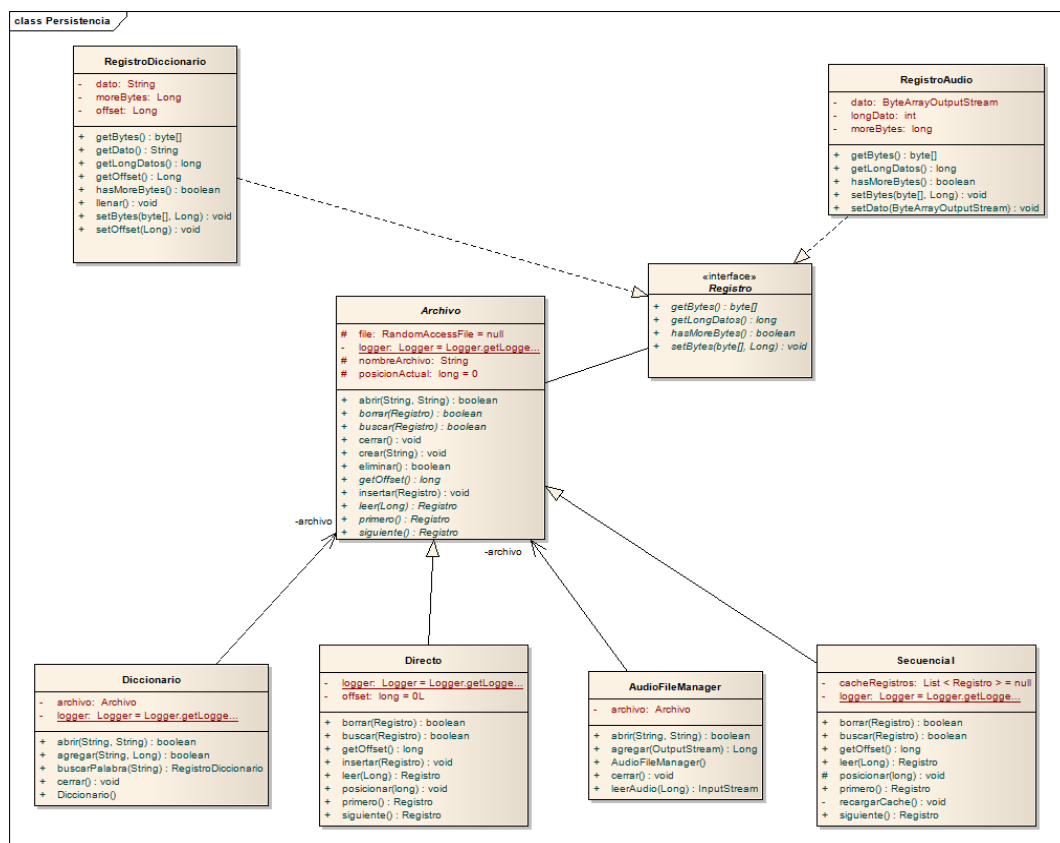 class Persistencia
RegistroDiccionario
- dato: String
- moreBytes: Long
- offset: Long
+ getBytes() : byte[]
+ getDato() : String
+ getLongDatos() : long
+ getOffset() : Long
+ hasMoreBytes() : boolean
+ llenar() : void
+ setBytes(byte[], Long) : void
+ setOffset(Long) : void
RegistroAudio
- dato: ByteArrayOutputStream
- longDato: int
- moreBytes: long
+ getBytes() : byte[]
+ getLongDatos() : long
+ hasMoreBytes() : boolean
+ setBytes(byte[], Long) : void
+ setDato(ByteArrayOutputStream) : void
«interface»
Registro
+ getBytes() : byte[]
+ getLongDatos() : long
+ hasMoreBytes() : boolean
+ setBytes(byte[], Long) : void
Archivo
# file: RandomAccessFile = null
- logger: Logger = Logger.getLogge...
# nombreArchivo: String
# posicionActual: long = 0
+ abrir(String, String) : boolean
+ borrar(Registro) : boolean
+ buscar(Registro) : boolean
+ cerrar() : void
+ crear(String) : void
+ eliminar() : boolean
+ getOffset() : long
+ insertar(Registro) : void
+ leer(Long) : Registro
+ primero() : Registro
+ siguiente() : Registro
-archivo
-archivo
Diccionario
- archivo: Archivo
- logger: Logger = Logger.getLogge...
+ abrir(String, String) : boolean
+ agregar(String, Long) : boolean
+ buscarPalabra(String) : RegistroDiccionario
+ cerrar() : void
+ Diccionario()
Directo
- logger: Logger = Logger.getLogge...
- offset: long = 0L
+ borrar(Registro) : boolean
+ buscar(Registro) : boolean
+ getOffset() : long
+ insertar(Registro) : void
+ leer(Long) : Registro
+ posicionar(long) : void
+ primero() : Registro
+ siguiente() : Registro
AudioFileManager
- archivo: Archivo
+ abrir(String, String) : boolean
+ agregar(OutputStream) : Long
+ AudioFileManager()
+ cerrar() : void
+ leerAudio(Long) : InputStream
Secuencial
- cacheRegistros: List < Registro > = null
- logger: Logger = Logger.getLogge...
+ borrar(Registro) : boolean
+ buscar(Registro) : boolean
+ getOffset() : long
+ leer(Long) : Registro
# posicionar(long) : void
+ primero() : Registro
- recargarCache() : void
+ siguiente() : Registro